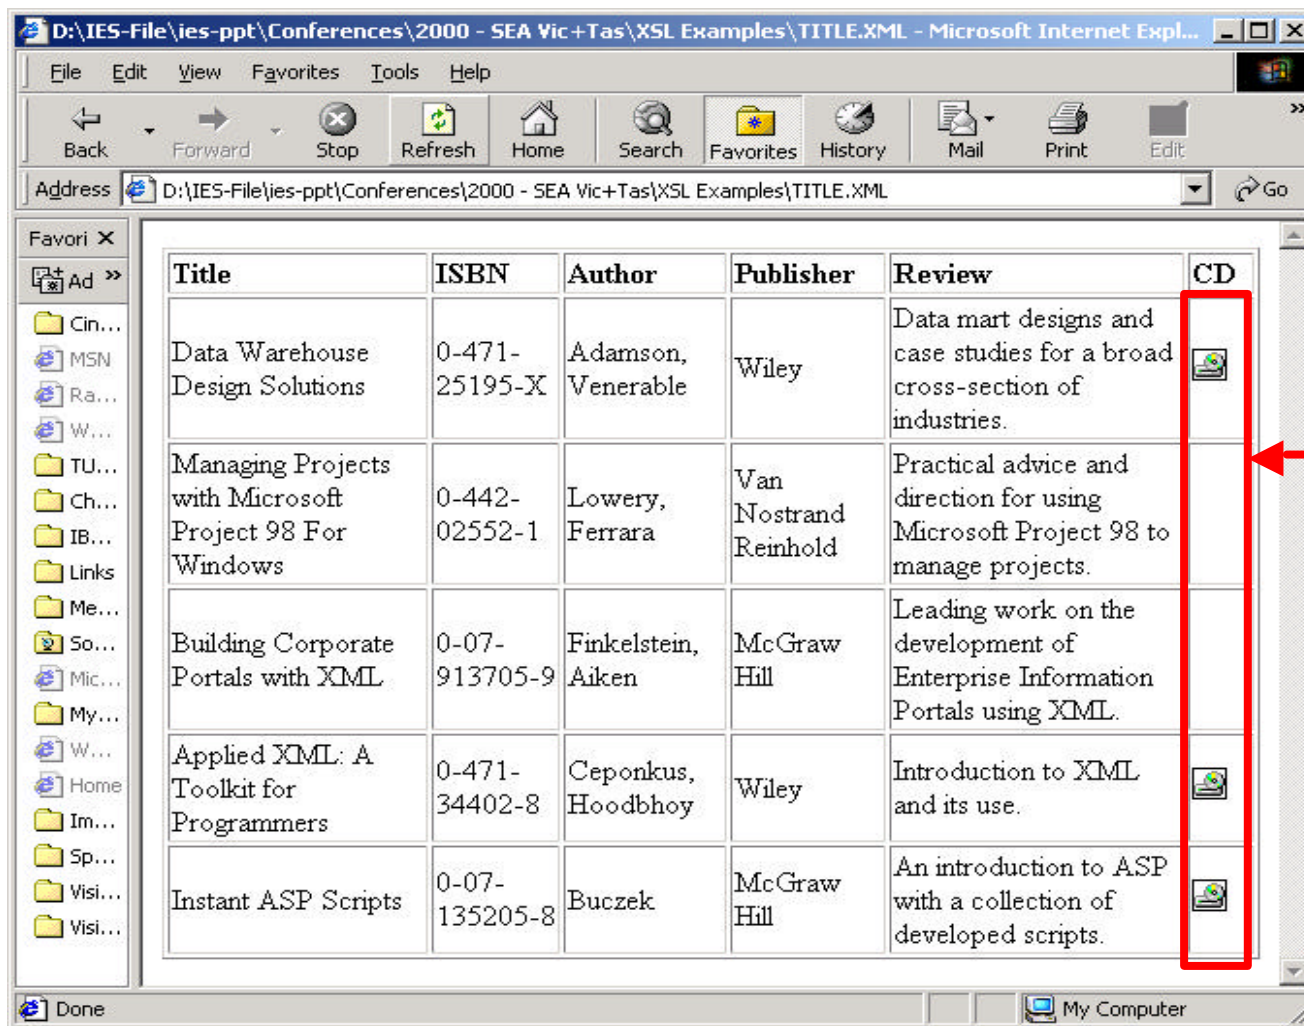 D:\IES-File\ies-ppt\Conferences\2000 - SEA Vic+Tas\XSL Examples\TITLE.XML - Microsoft Internet Expl...
File Edit View Favorites Tools Help
Back Forward Stop Refresh Home Search Favorites History Mail Print Edit »
Address D:\IES-File\ies-ppt\Conferences\2000 - SEA Vic+Tas\XSL Examples\TITLE.XML Go
Favori
Ad »
Cin...
MSN
Ra...
W...
TU...
Ch...
IB...
Links
Me...
So...
Mic...
My...
W...
Home
Im...
Sp...
Visi...
Visi...
Title ISBN Author Publisher Review CD
Data Warehouse
Design Solutions
0-471-
25195-X
Adamson,
Venerable
Wiley
Data mart designs and
case studies for a broad
cross-section of
industries.
Managing Projects
with Microsoft
Project 98 For
Windows
0-442-
02552-1
Lowery,
Ferrara
Van
Nostrand
Reinhold
Practical advice and
direction for using
Microsoft Project 98 to
manage projects.
Building Corporate
Portals with XML
0-07-
913705-9
Finkelstein,
Aiken
McGraw
Hill
Leading work on the
development of
Enterprise Information
Portals using XML.
Applied XML: A
Toolkit for
Programmers
0-471-
34402-8
Ceponkus,
Hoodbhoy
Wiley
Introduction to XML
and its use.
Instant ASP Scripts
0-07-
135205-8
Buczek
McGraw
Hill
An introduction to ASP
with a collection of
developed scripts.
Done
My Computer